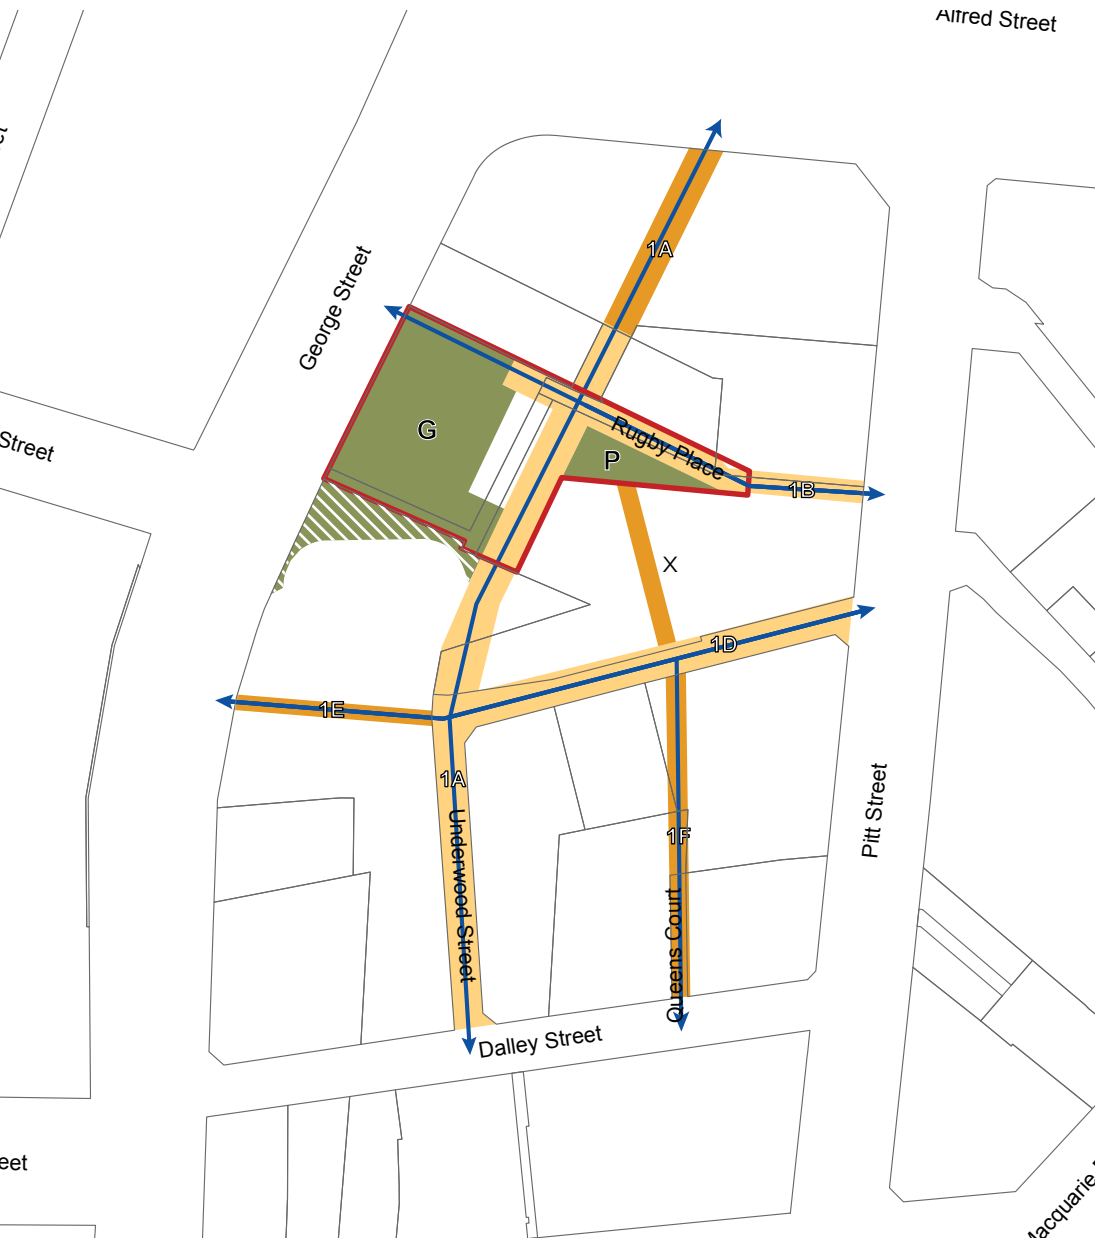 Alfred Street
George Street
1A
G
Rugby Place
P
Street
1B
X
1D
1E
1A
Underwood Street
Pitt Street
1F
Queens Court
Dalley Street
eet